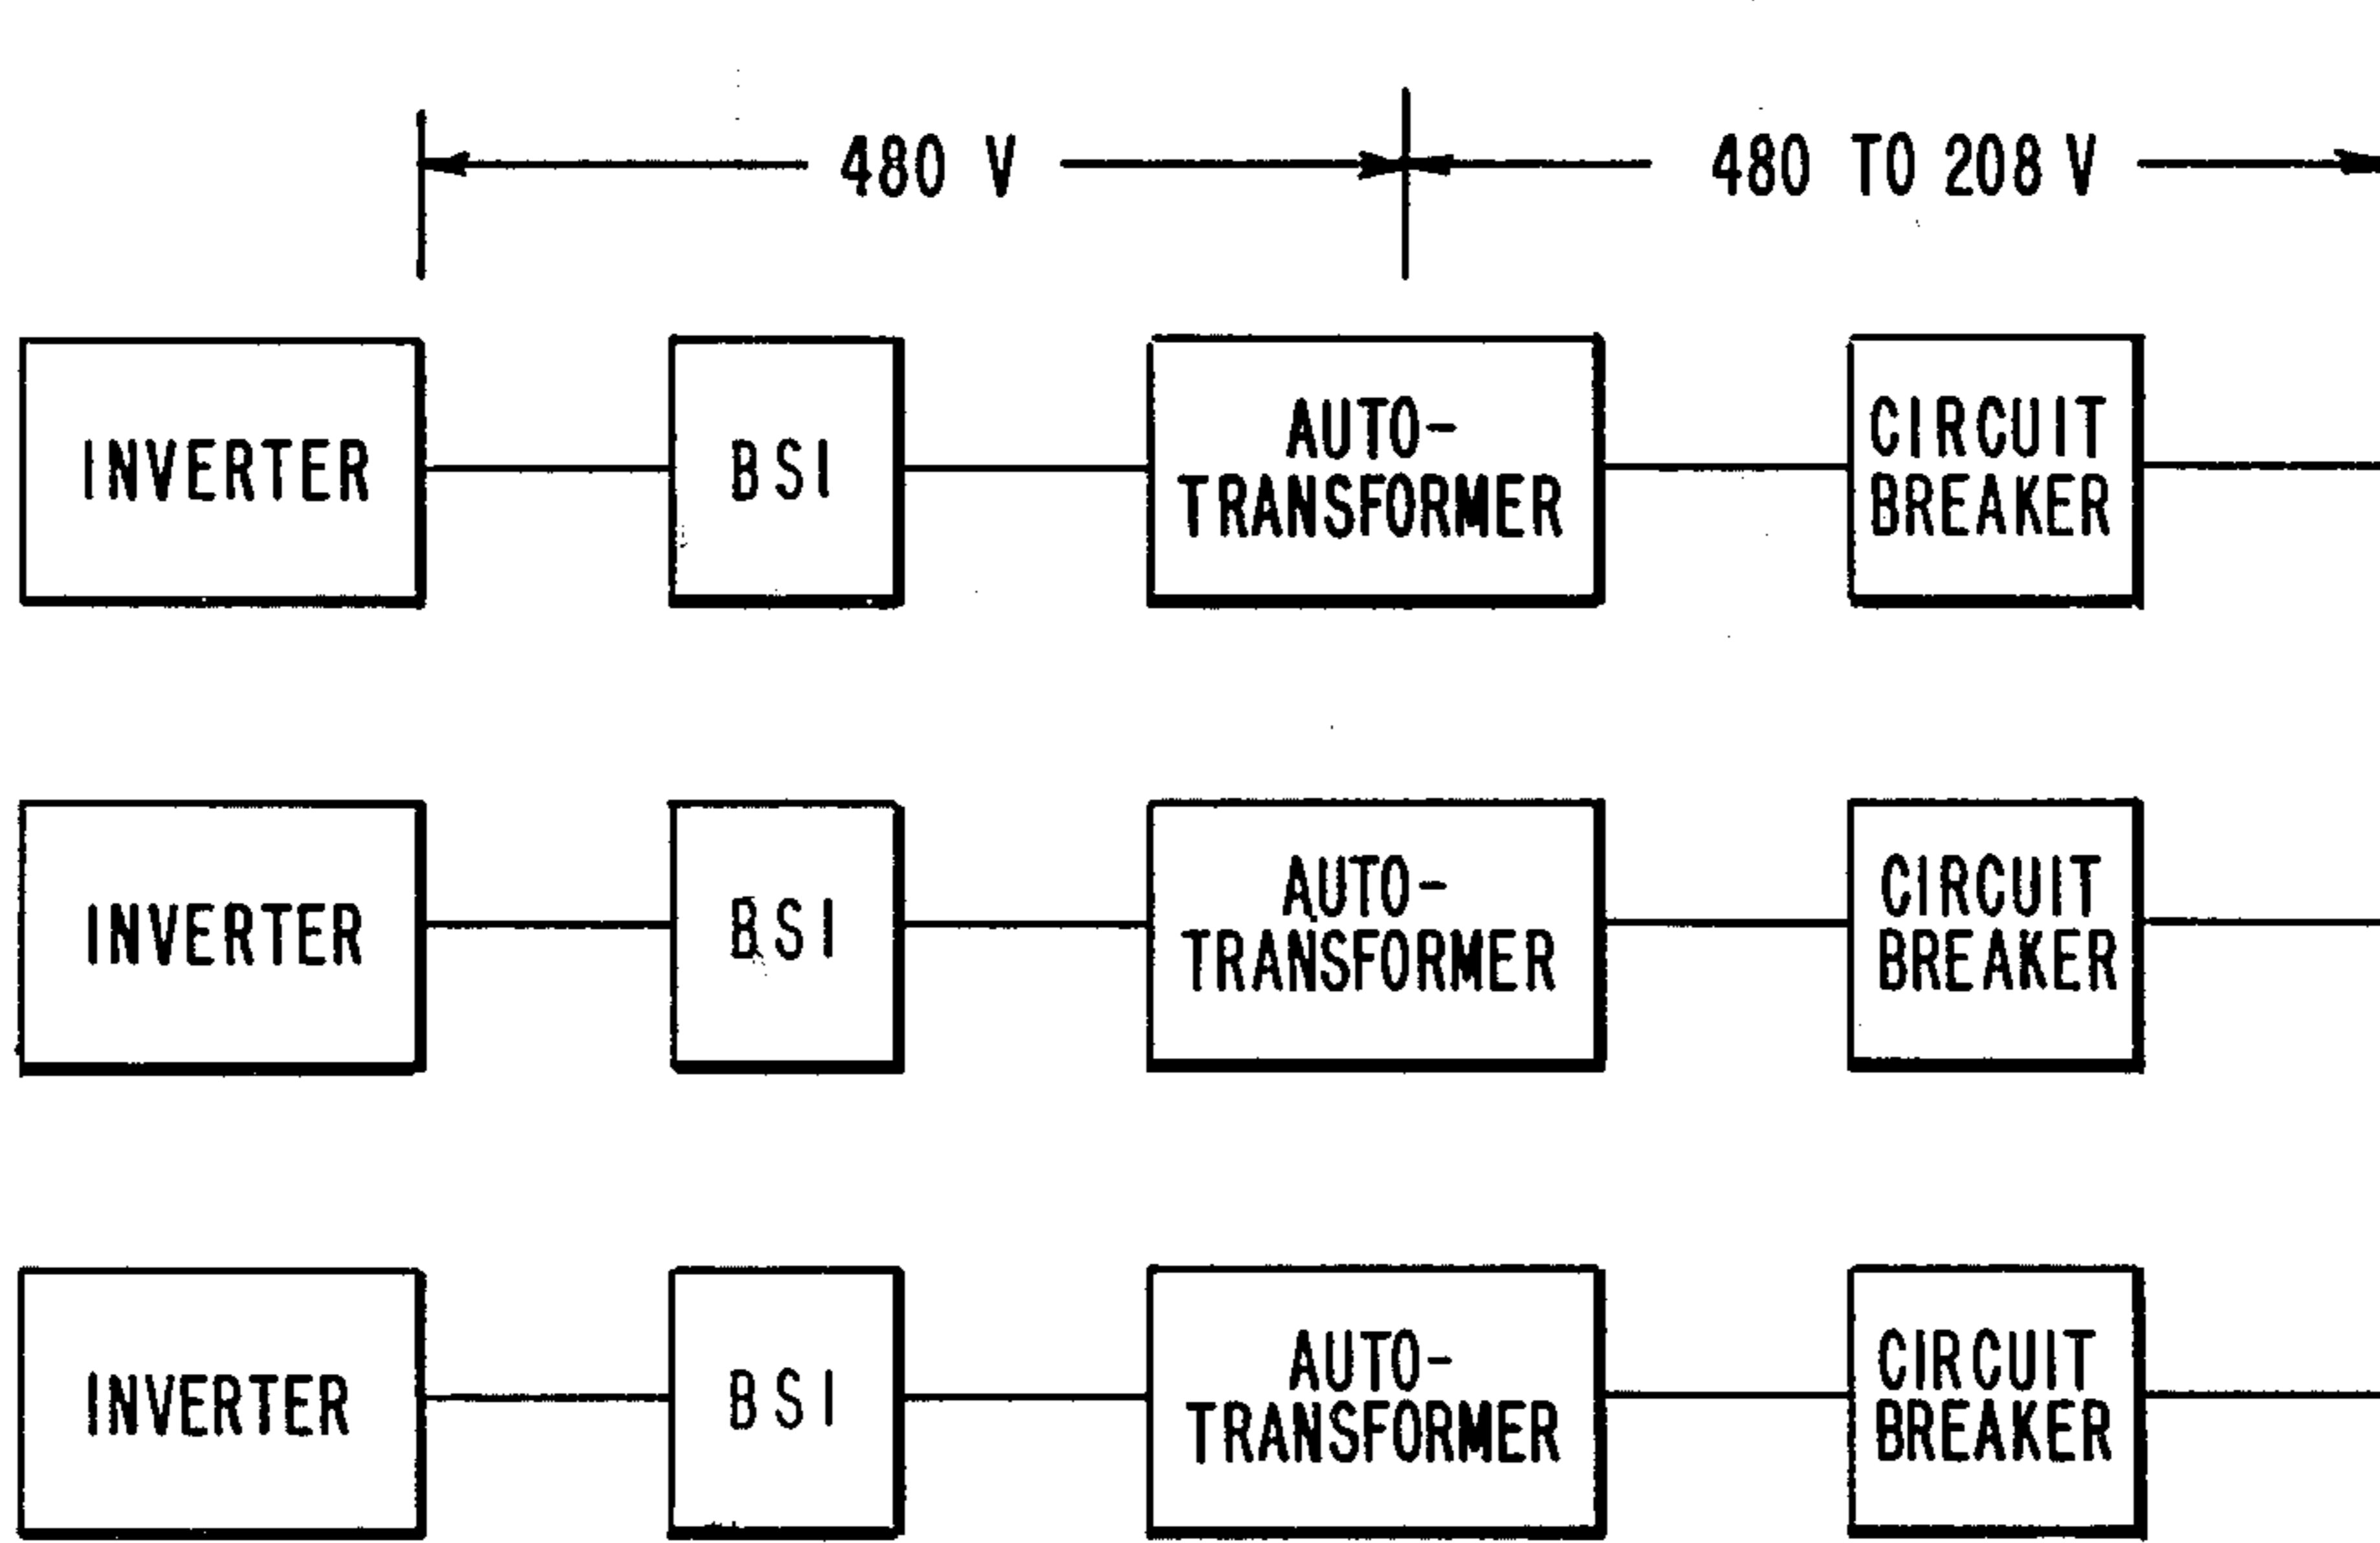 480 V
480 TO 208 V
INVERTER
BSI
AUTO-
TRANSFORMER
CIRCUIT
BREAKER
INVERTER
BSI
AUTO-
TRANSFORMER
CIRCUIT
BREAKER
INVERTER
BSI
AUTO-
TRANSFORMER
CIRCUIT
BREAKER